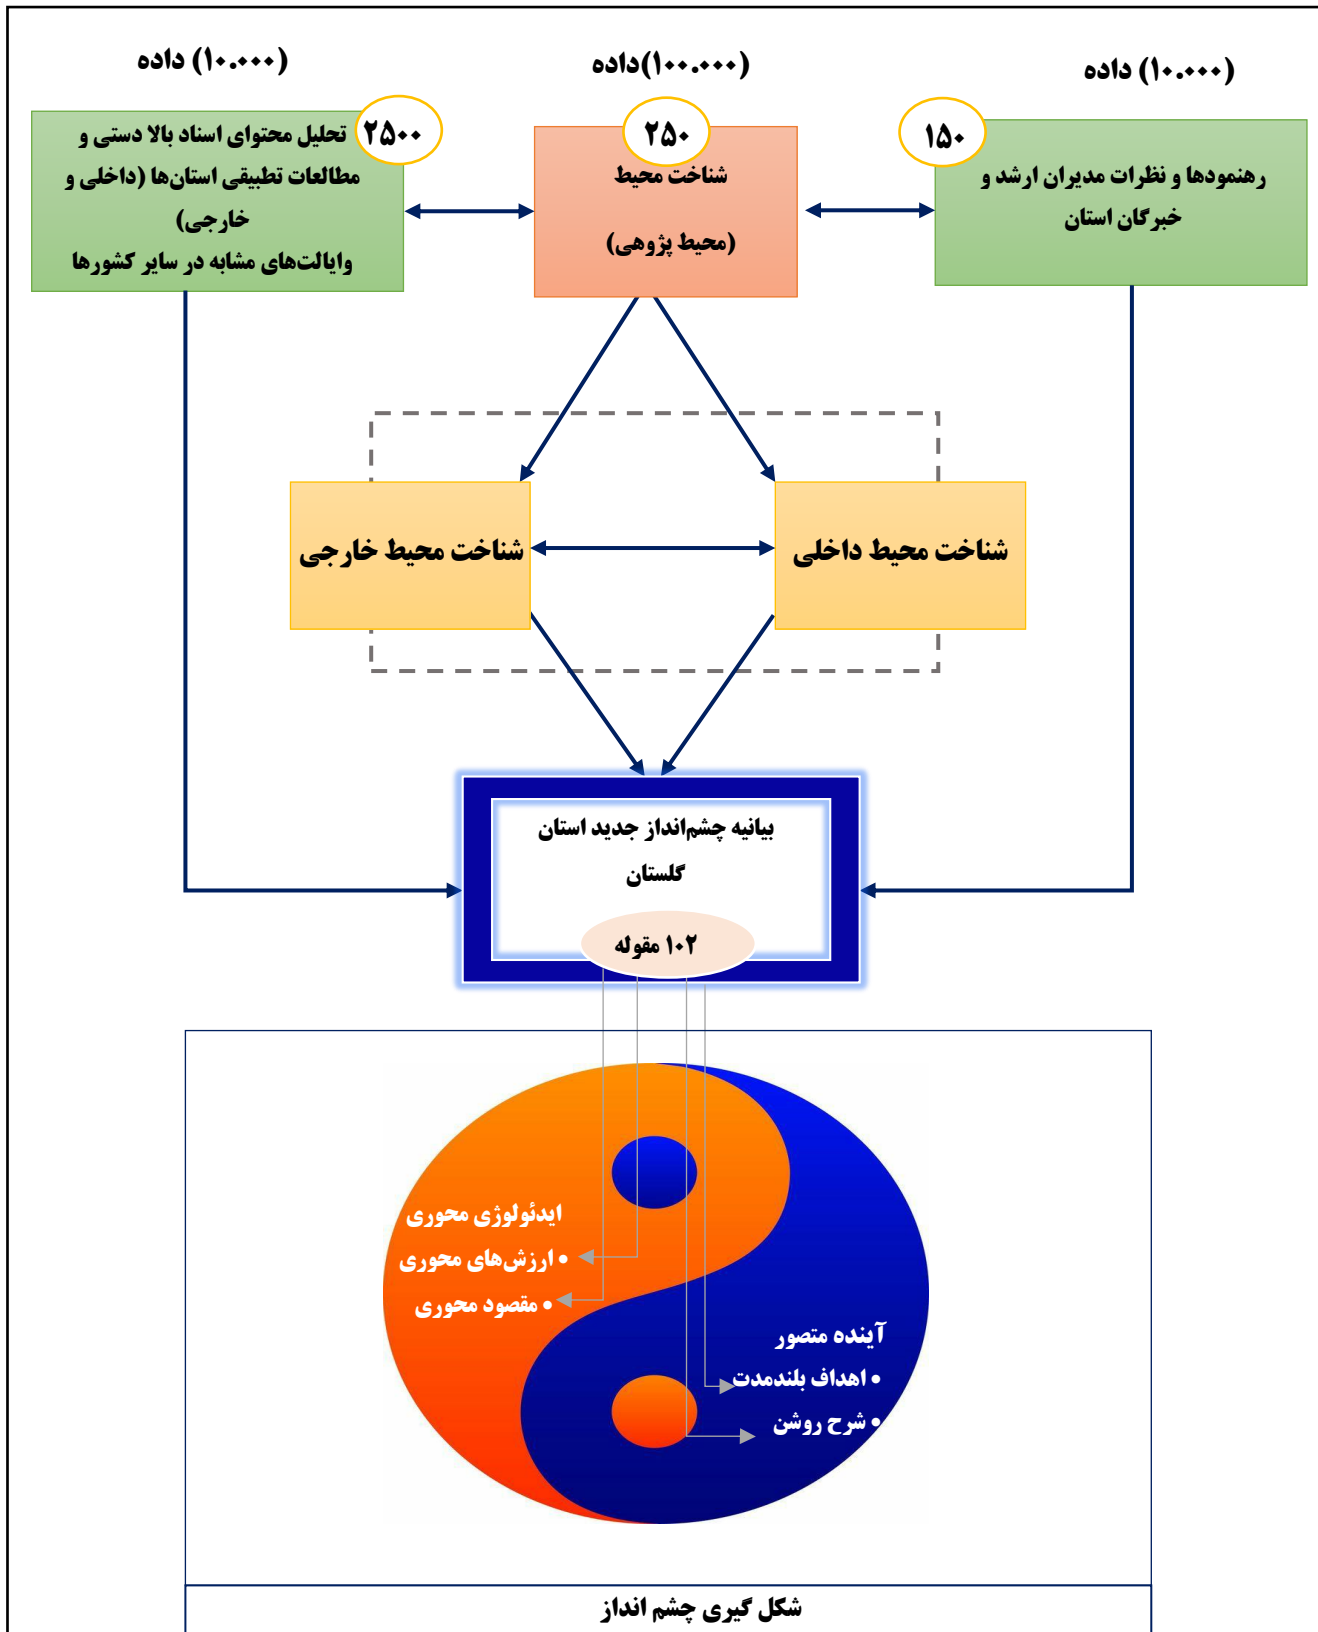 (۱۰.۰۰۰) داده
(۱۰۰.۰۰۰)داده
(۱۰.۰۰۰) داده
۱۵۰
رهنمودها و نظرات مدیران ارشد و
خبرگان استان
۲۵۰
شناخت محیط
(محیط پژوهی)
۲۵۰۰
تحلیل محتوای اسناد بالا دستی و
مطالعات تطبیقی استان‌ها (داخلی و
خارجی)
وایالت‌های مشابه در سایر کشورها
شناخت محیط داخلی
شناخت محیط خارجی
بیانیه چشم‌انداز جدید استان
گلستان
۱۰۲ مقوله
ایدئولوژی محوری
• ارزش‌های محوری
• مقصود محوری
آینده متصور
• اهداف بلندمدت
• شرح روشن
شکل گیری چشم انداز